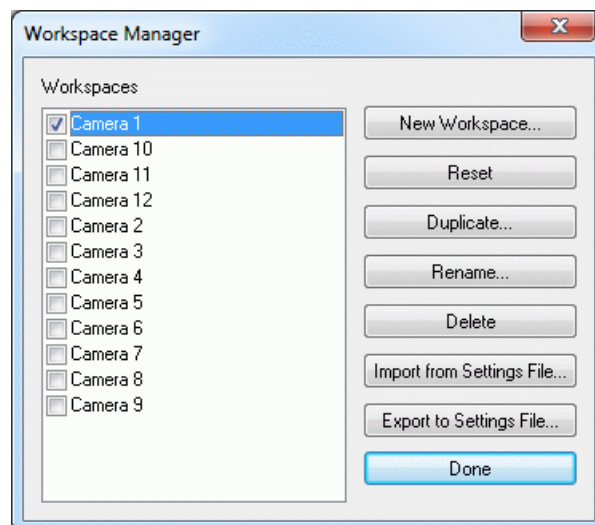 Workspace Manager
Workspaces
Camera 1
Camera 10
Camera 11
Camera 12
Camera 2
Camera 3
Camera 4
Camera 5
Camera 6
Camera 7
Camera 8
Camera 9
New Workspace...
Reset
Duplicate...
Rename...
Delete
Import from Settings File...
Export to Settings File...
Done